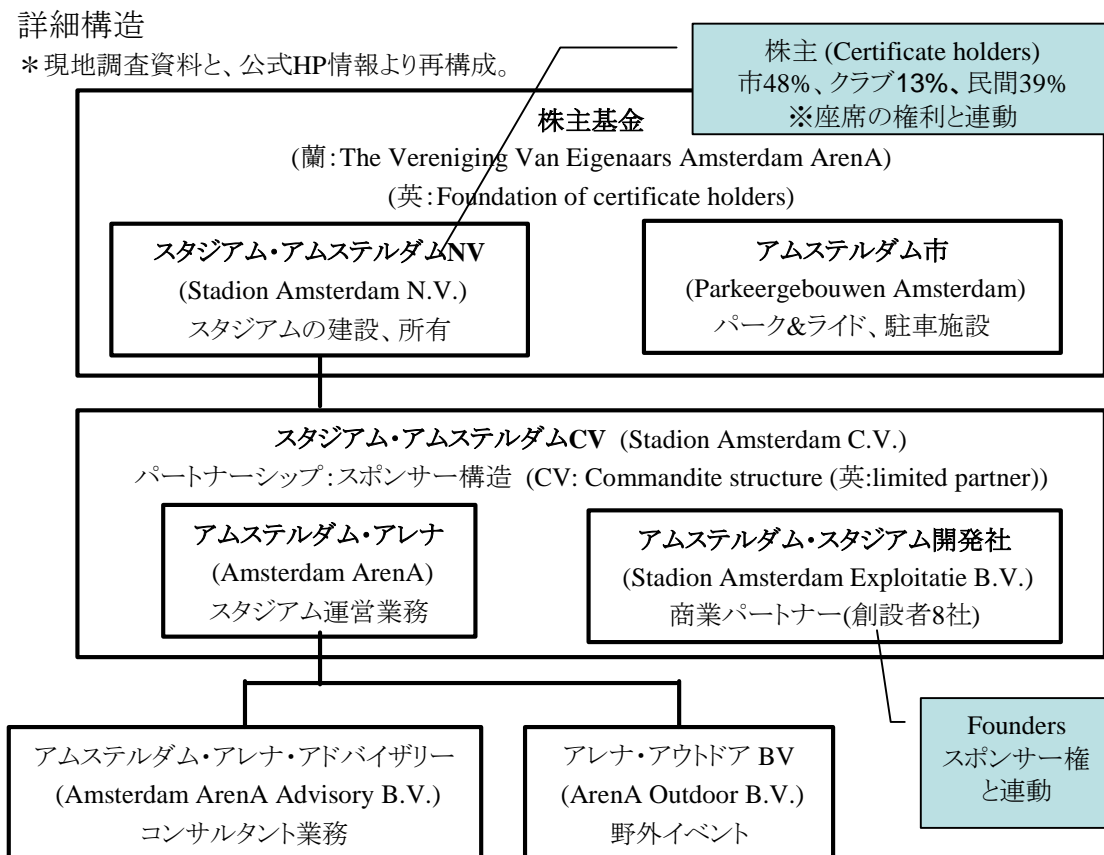 詳細構造
＊現地調査資料と、公式HP情報より再構成。
株主 (Certificate holders)
市48%、クラブ13%、民間39%
※座席の権利と連動
株主基金
(蘭：The Vereniging Van Eigenaars Amsterdam ArenA)
(英：Foundation of certificate holders)
スタジアム・アムステルダムNV
(Stadion Amsterdam N.V.)
スタジアムの建設、所有
アムステルダム市
(Parkeergebouwen Amsterdam)
パーク&ライド、駐車施設
スタジアム・アムステルダムCV (Stadion Amsterdam C.V.)
パートナーシップ：スポンサー構造 (CV: Commandite structure (英:limited partner))
アムステルダム・アレナ
(Amsterdam ArenA)
スタジアム運営業務
アムステルダム・スタジアム開発社
(Stadion Amsterdam Exploitatie B.V.)
商業パートナー(創設者8社)
アムステルダム・アレナ・アドバイザリー
(Amsterdam ArenA Advisory B.V.)
コンサルタント業務
アレナ・アウトドア BV
(ArenA Outdoor B.V.)
野外イベント
Founders
スポンサー権
と連動